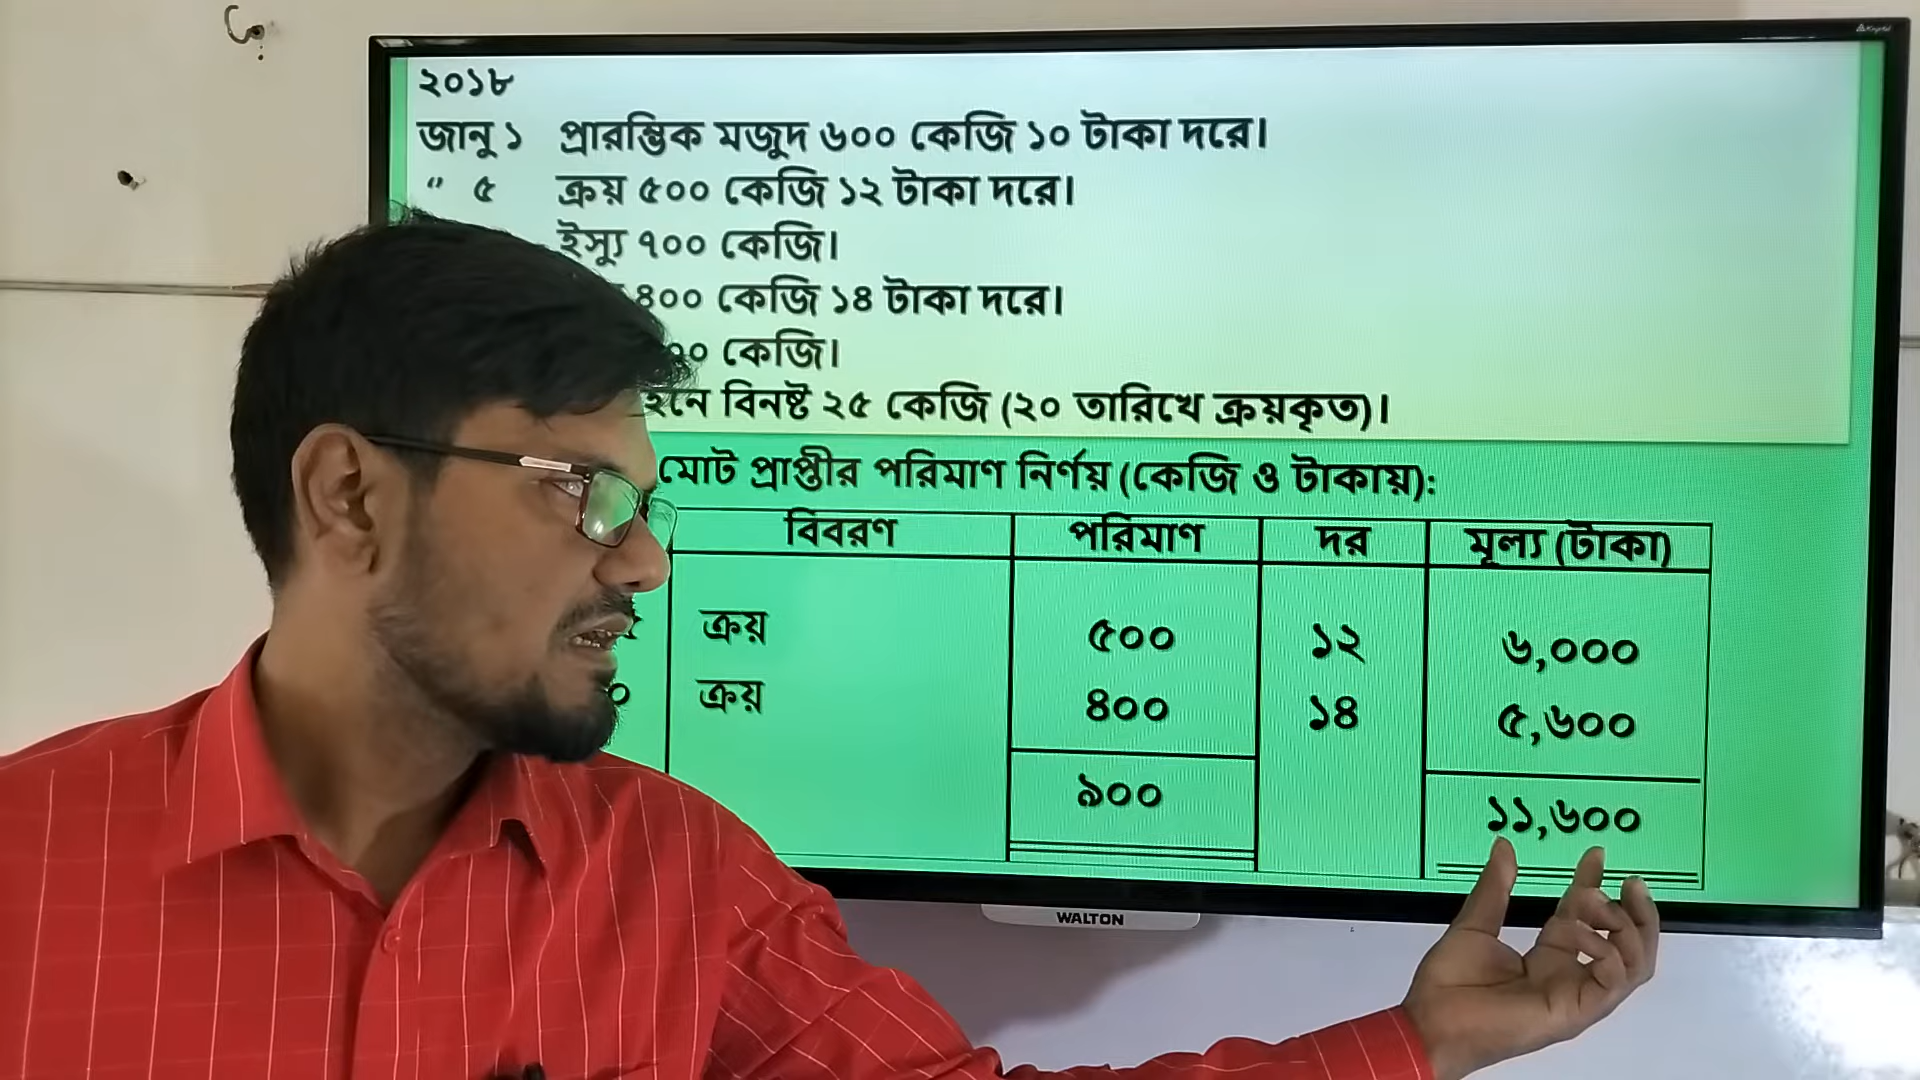 ২০১৮
জানু ১ প্রারম্ভিক মজুদ ৬০০ কেজি ১০ টাকা দরে।
" ৫ ক্রয় ৫০০ কেজি ১২ টাকা দরে।
ইস্যু ৭০০ কেজি।
৪০০ কেজি ১৪ টাকা দরে।
কেজি।
বিনষ্ট ২৫ কেজি (২০ তারিখে ক্রয়কৃত)।
মোট প্রাপ্তীর পরিমাণ নির্ণয় (কেজি ও টাকায়):
বিবরণ পরিমাণ দর মূল্য (টাকা)
ক্রয় ৫০০ ১২ ৬,০০০
ক্রয় ৪০০ ১৪ ৫,৬০০
৯০০ ১১,৬০০
WALTON